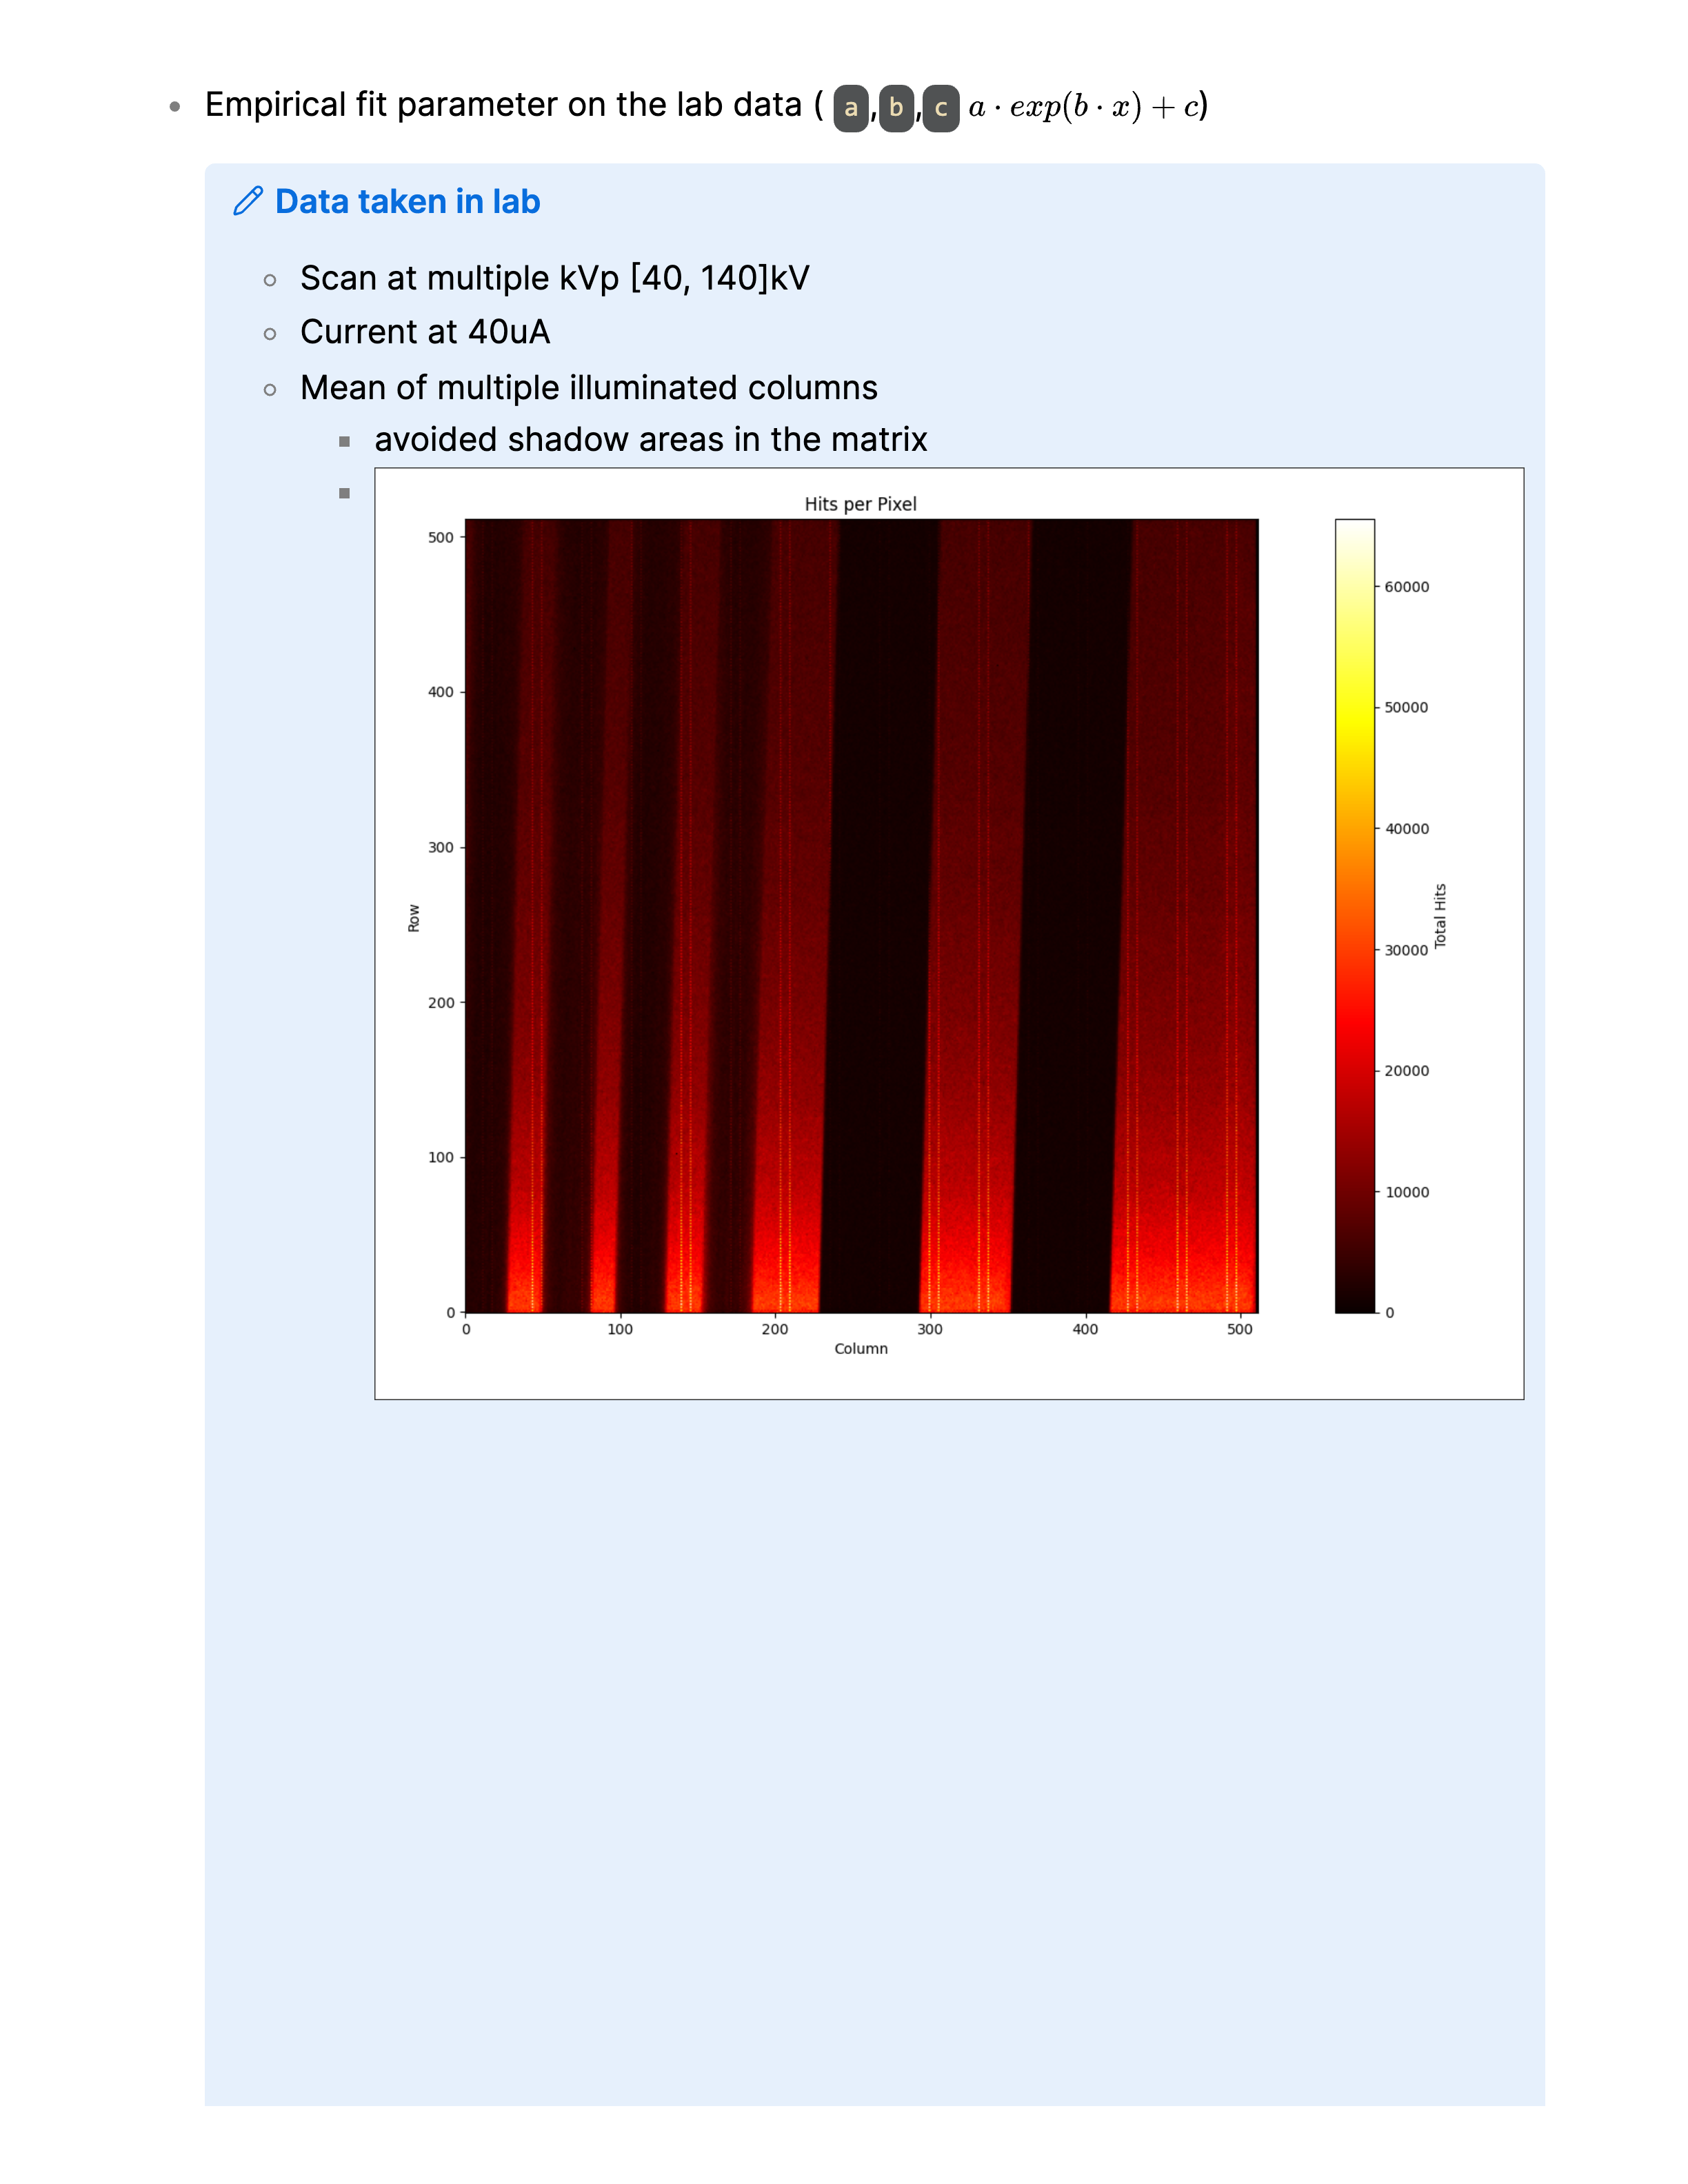 Empirical fit parameter on the lab data ( a,b,c a · exp(b · x) + c)
Data taken in lab
Scan at multiple kVp [40, 140]kV
Current at 40uA
Mean of multiple illuminated columns
avoided shadow areas in the matrix
Hits per Pixel
500
400
300
200
100
0
Row
0 100 200 300 400 500
Column
60000
50000
40000
30000
20000
10000
0
Total Hits